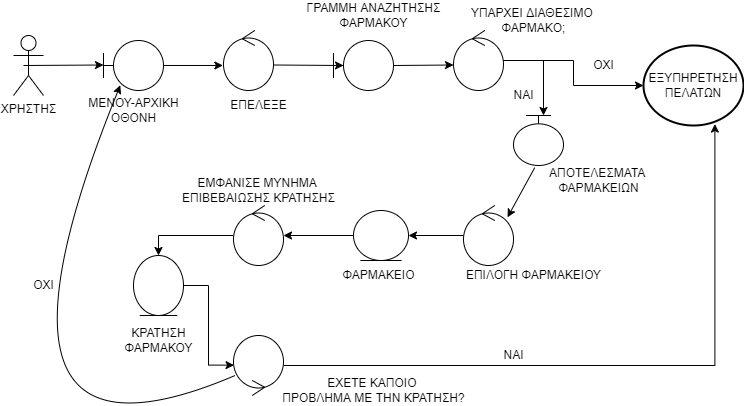 ΓΡΑΜΜΗ ΑΝΑΖΗΤΗΣΗΣ
ΦΑΡΜΑΚΟΥ
ΥΠΑΡΧΕΙ ΔΙΑΘΕΣΙΜΟ
ΦΑΡΜΑΚΟ;
ΧΡΗΣΤΗΣ
ΜΕΝΟΥ-ΑΡΧΙΚΗ
ΟΘΟΝΗ
ΕΠΕΛΕΞΕ
ΟΧΙ
ΕΞΥΠΗΡΕΤΗΣΗ
ΠΕΛΑΤΩΝ
ΝΑΙ
ΑΠΟΤΕΛΕΣΜΑΤΑ
ΦΑΡΜΑΚΕΙΩΝ
ΕΜΦΑΝΙΣΕ ΜΥΝΗΜΑ
ΕΠΙΒΕΒΑΙΩΣΗΣ ΚΡΑΤΗΣΗΣ
ΦΑΡΜΑΚΕΙΟ
ΕΠΙΛΟΓΗ ΦΑΡΜΑΚΕΙΟΥ
ΟΧΙ
ΚΡΑΤΗΣΗ
ΦΑΡΜΑΚΟΥ
ΝΑΙ
ΕΧΕΤΕ ΚΑΠΟΙΟ
ΠΡΟΒΛΗΜΑ ΜΕ ΤΗΝ ΚΡΑΤΗΣΗ?